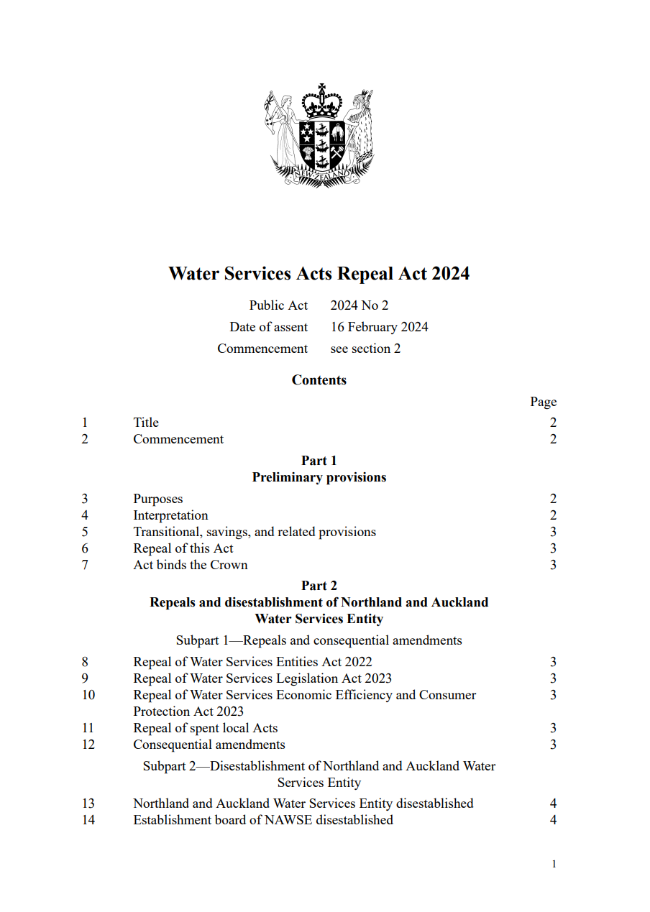 NEW ZEALAND
Water Services Acts Repeal Act 2024
Public Act 2024 No 2
Date of assent 16 February 2024
Commencement see section 2
Contents
Page
1 Title 2
2 Commencement 2
Part 1
Preliminary provisions
3 Purposes 2
4 Interpretation 2
5 Transitional, savings, and related provisions 3
6 Repeal of this Act 3
7 Act binds the Crown 3
Part 2
Repeals and disestablishment of Northland and Auckland
Water Services Entity
Subpart 1—Repeals and consequential amendments
8 Repeal of Water Services Entities Act 2022 3
9 Repeal of Water Services Legislation Act 2023 3
10 Repeal of Water Services Economic Efficiency and Consumer 3
Protection Act 2023
11 Repeal of spent local Acts 3
12 Consequential amendments 3
Subpart 2—Disestablishment of Northland and Auckland Water
Services Entity
13 Northland and Auckland Water Services Entity disestablished 4
14 Establishment board of NAWSE disestablished 4
1